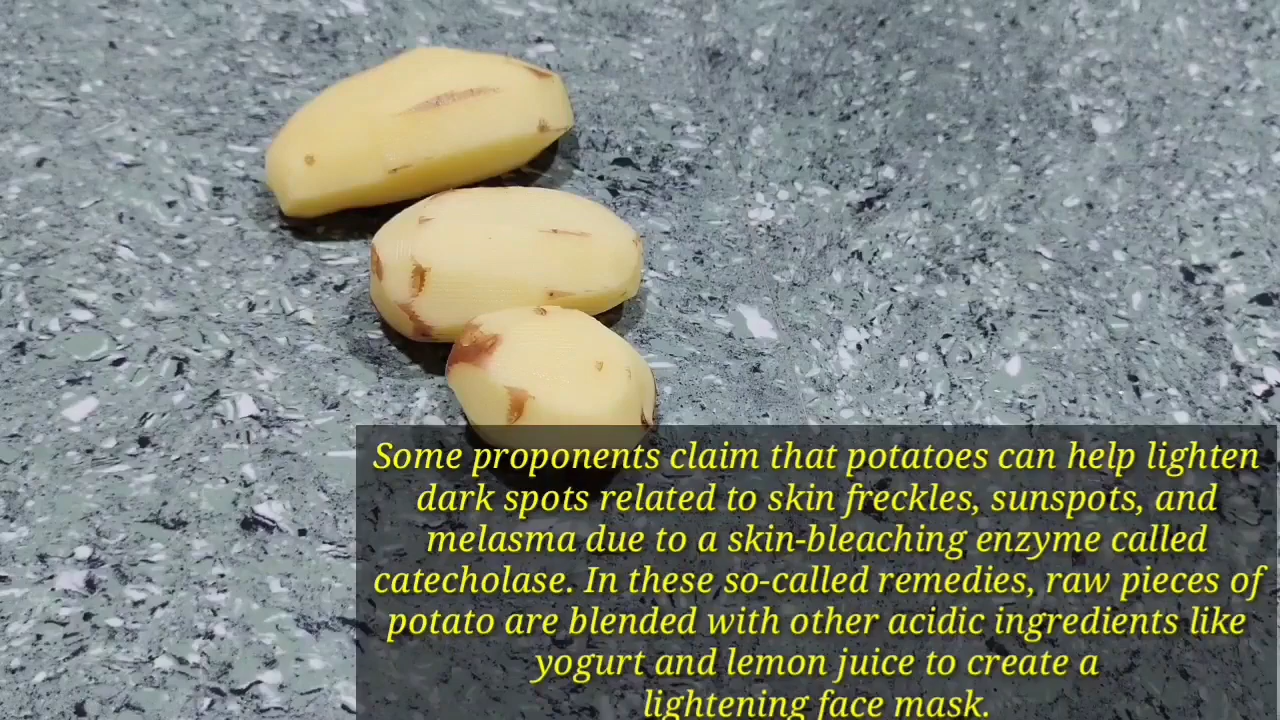 Some proponents claim that potatoes can help lighten
dark spots related to skin freckles, sunspots, and
melasma due to a skin-bleaching enzyme called
catecholase. In these so-called remedies, raw pieces of
potato are blended with other acidic ingredients like
yogurt and lemon juice to create a
lightening face mask.